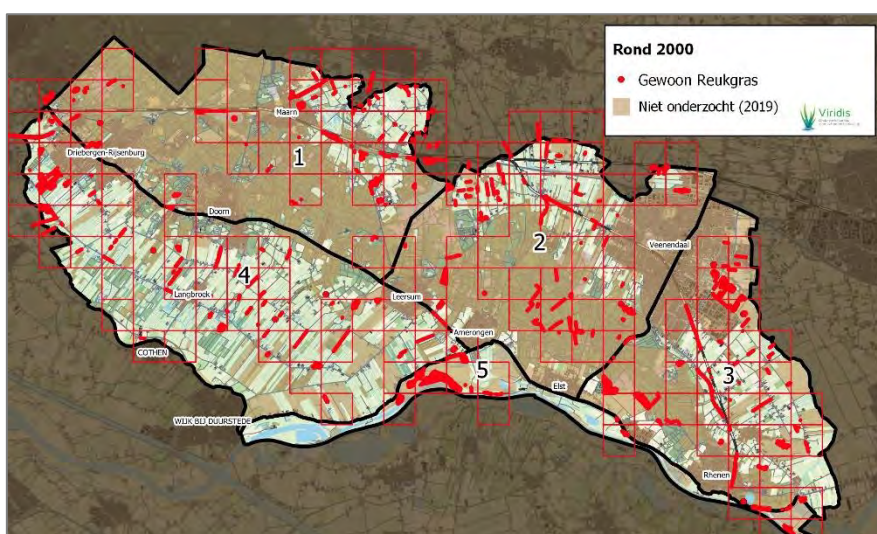 Rond 2000
Gewoon Reukgras
Niet onderzocht (2019)
Viridis
Maarn
1
Driebergen-Rijsenburg
Doorn
2
Veenendaal
4
Langbroek
Leersum
Amerongen
COTHEN
5
3
Elst
WIJK BIJ DUURSTEDE
Rhenen